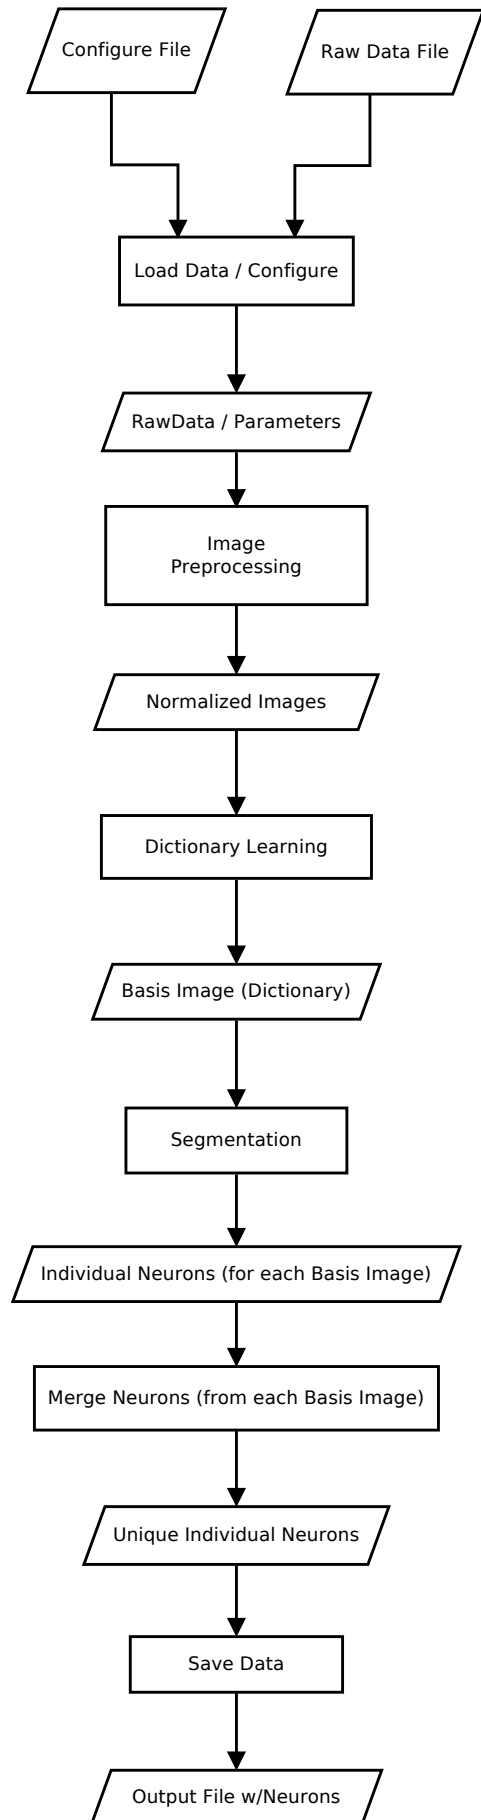 Configure File
Raw Data File
Load Data / Configure
RawData / Parameters
Image
Preprocessing
Normalized Images
Dictionary Learning
Basis Image (Dictionary)
Segmentation
Individual Neurons (for each Basis Image)
Merge Neurons (from each Basis Image)
Unique Individual Neurons
Save Data
Output File w/Neurons